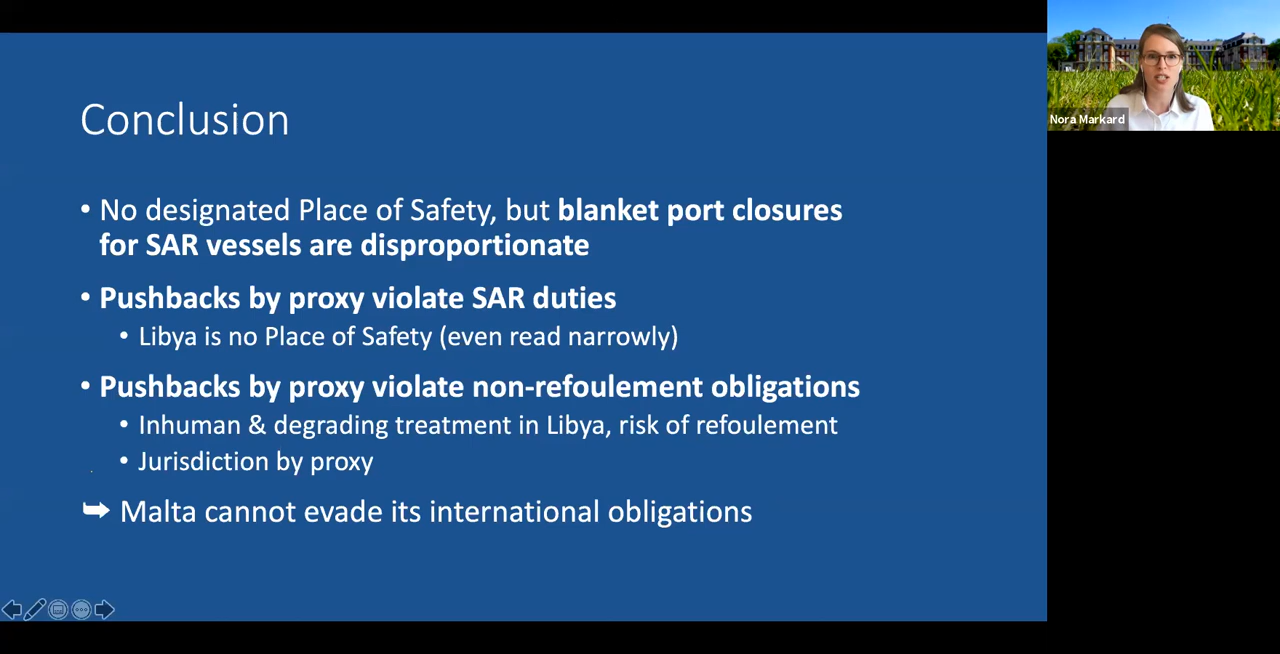 Conclusion
• No designated Place of Safety, but blanket port closures
for SAR vessels are disproportionate
• Pushbacks by proxy violate SAR duties
• Libya is no Place of Safety (even read narrowly)
• Pushbacks by proxy violate non-refoulement obligations
• Inhuman & degrading treatment in Libya, risk of refoulement
• Jurisdiction by proxy
➥ Malta cannot evade its international obligations
Nora Markard